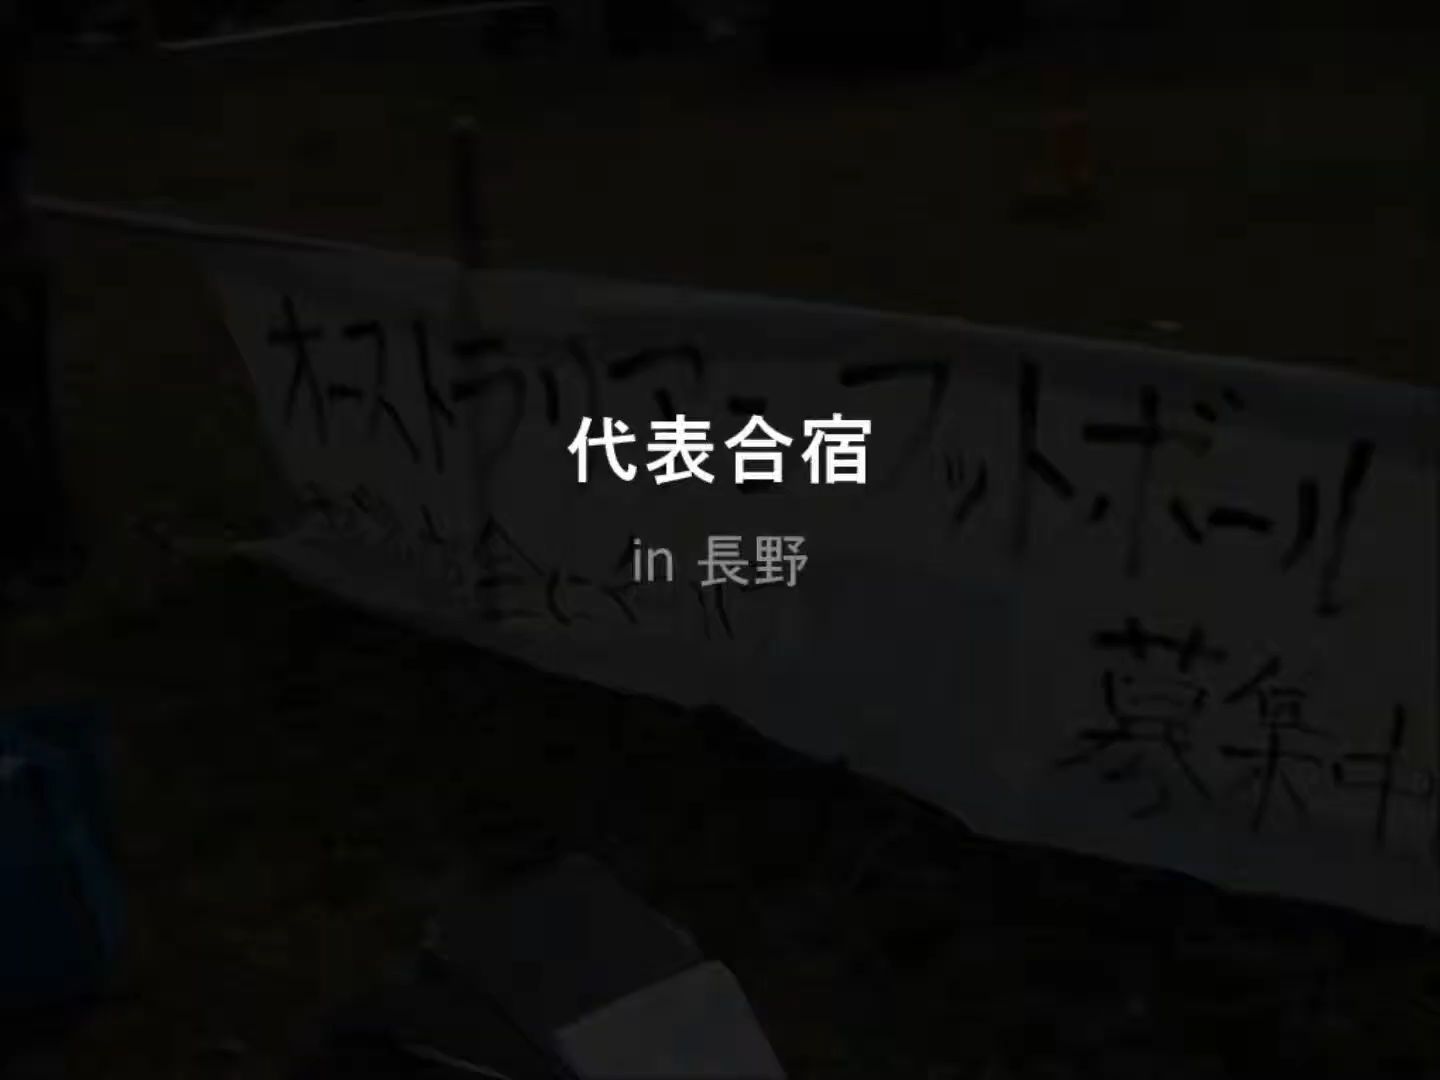 オーストラリアンフットボール
代表合宿
in 長野
募集中